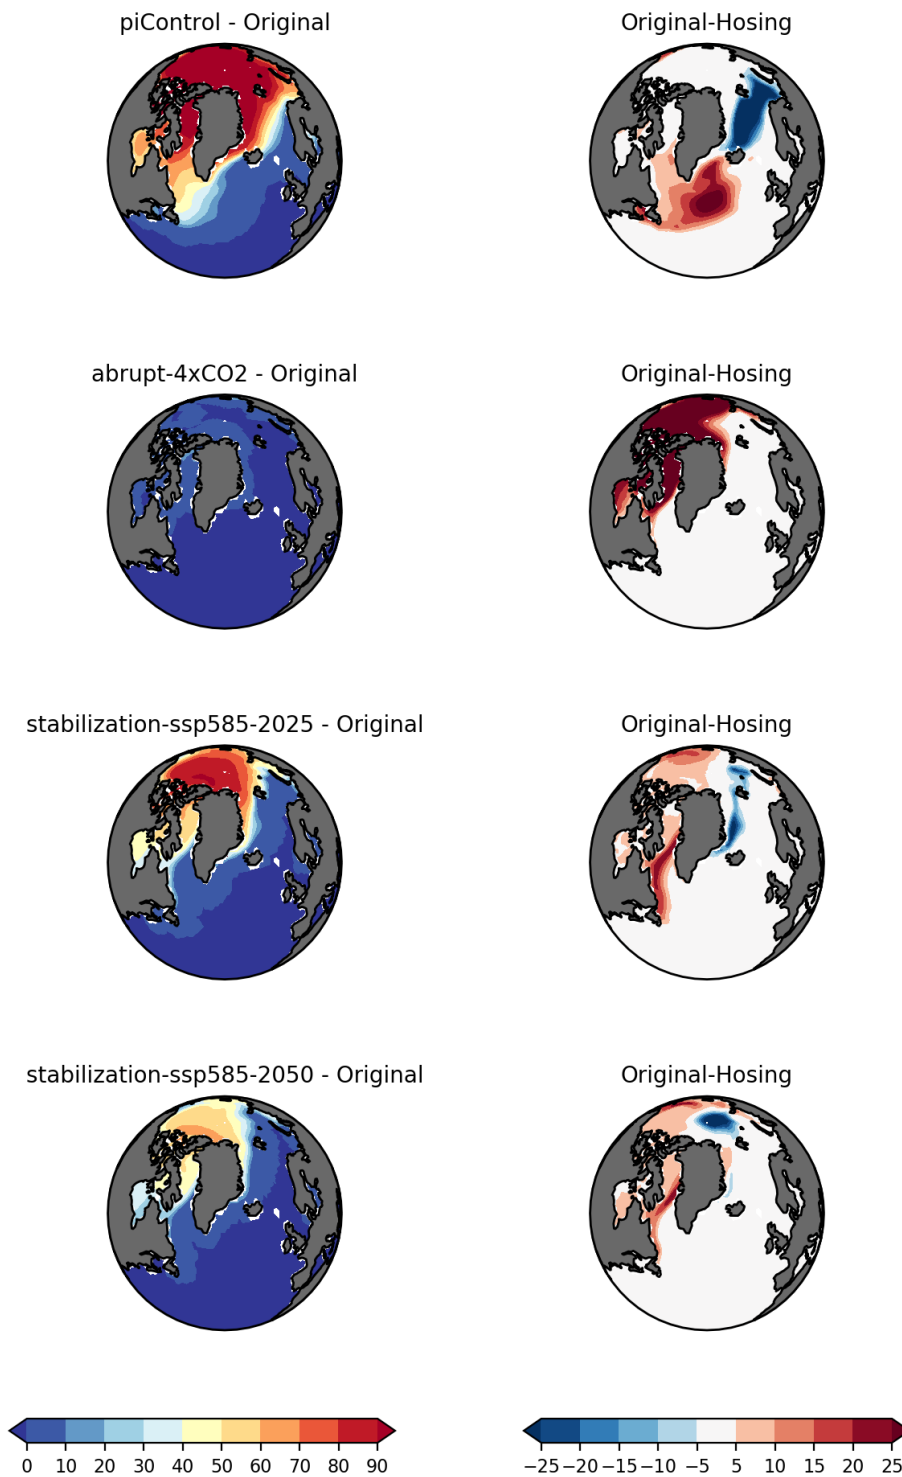 piControl - Original
Original-Hosing
abrupt-4xCO2 - Original
Original-Hosing
stabilization-ssp585-2025 - Original
Original-Hosing
stabilization-ssp585-2050 - Original
Original-Hosing
0 10 20 30 40 50 60 70 80 90
−25 −20 −15 −10 −5 5 10 15 20 25